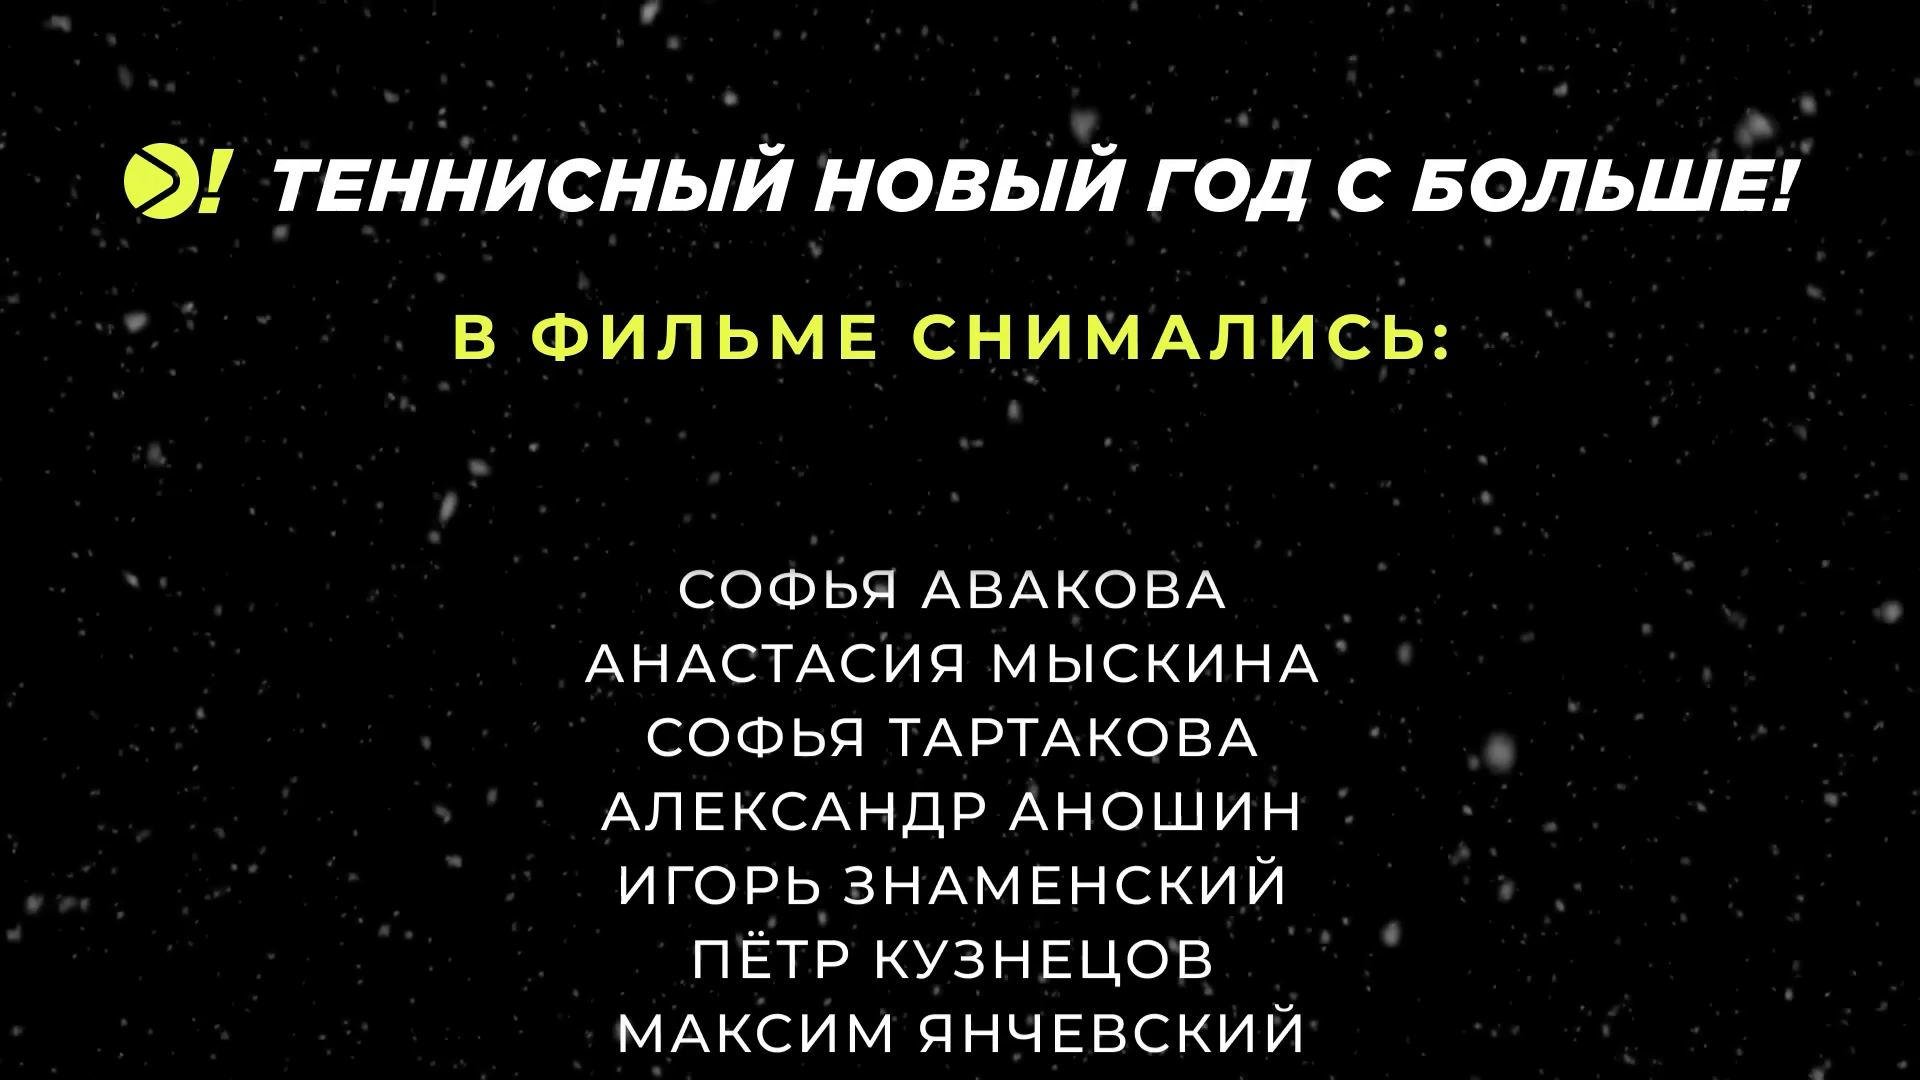 ТЕННИСНЫЙ НОВЫЙ ГОД С БОЛЬШЕ!
В ФИЛЬМЕ СНИМАЛИСЬ:
СОФЬЯ АВАКОВА
АНАСТАСИЯ МЫСКИНА
СОФЬЯ ТАРТАКОВА
АЛЕКСАНДР АНОШИН
ИГОРЬ ЗНАМЕНСКИЙ
ПЁТР КУЗНЕЦОВ
МАКСИМ ЯНЧЕВСКИЙ